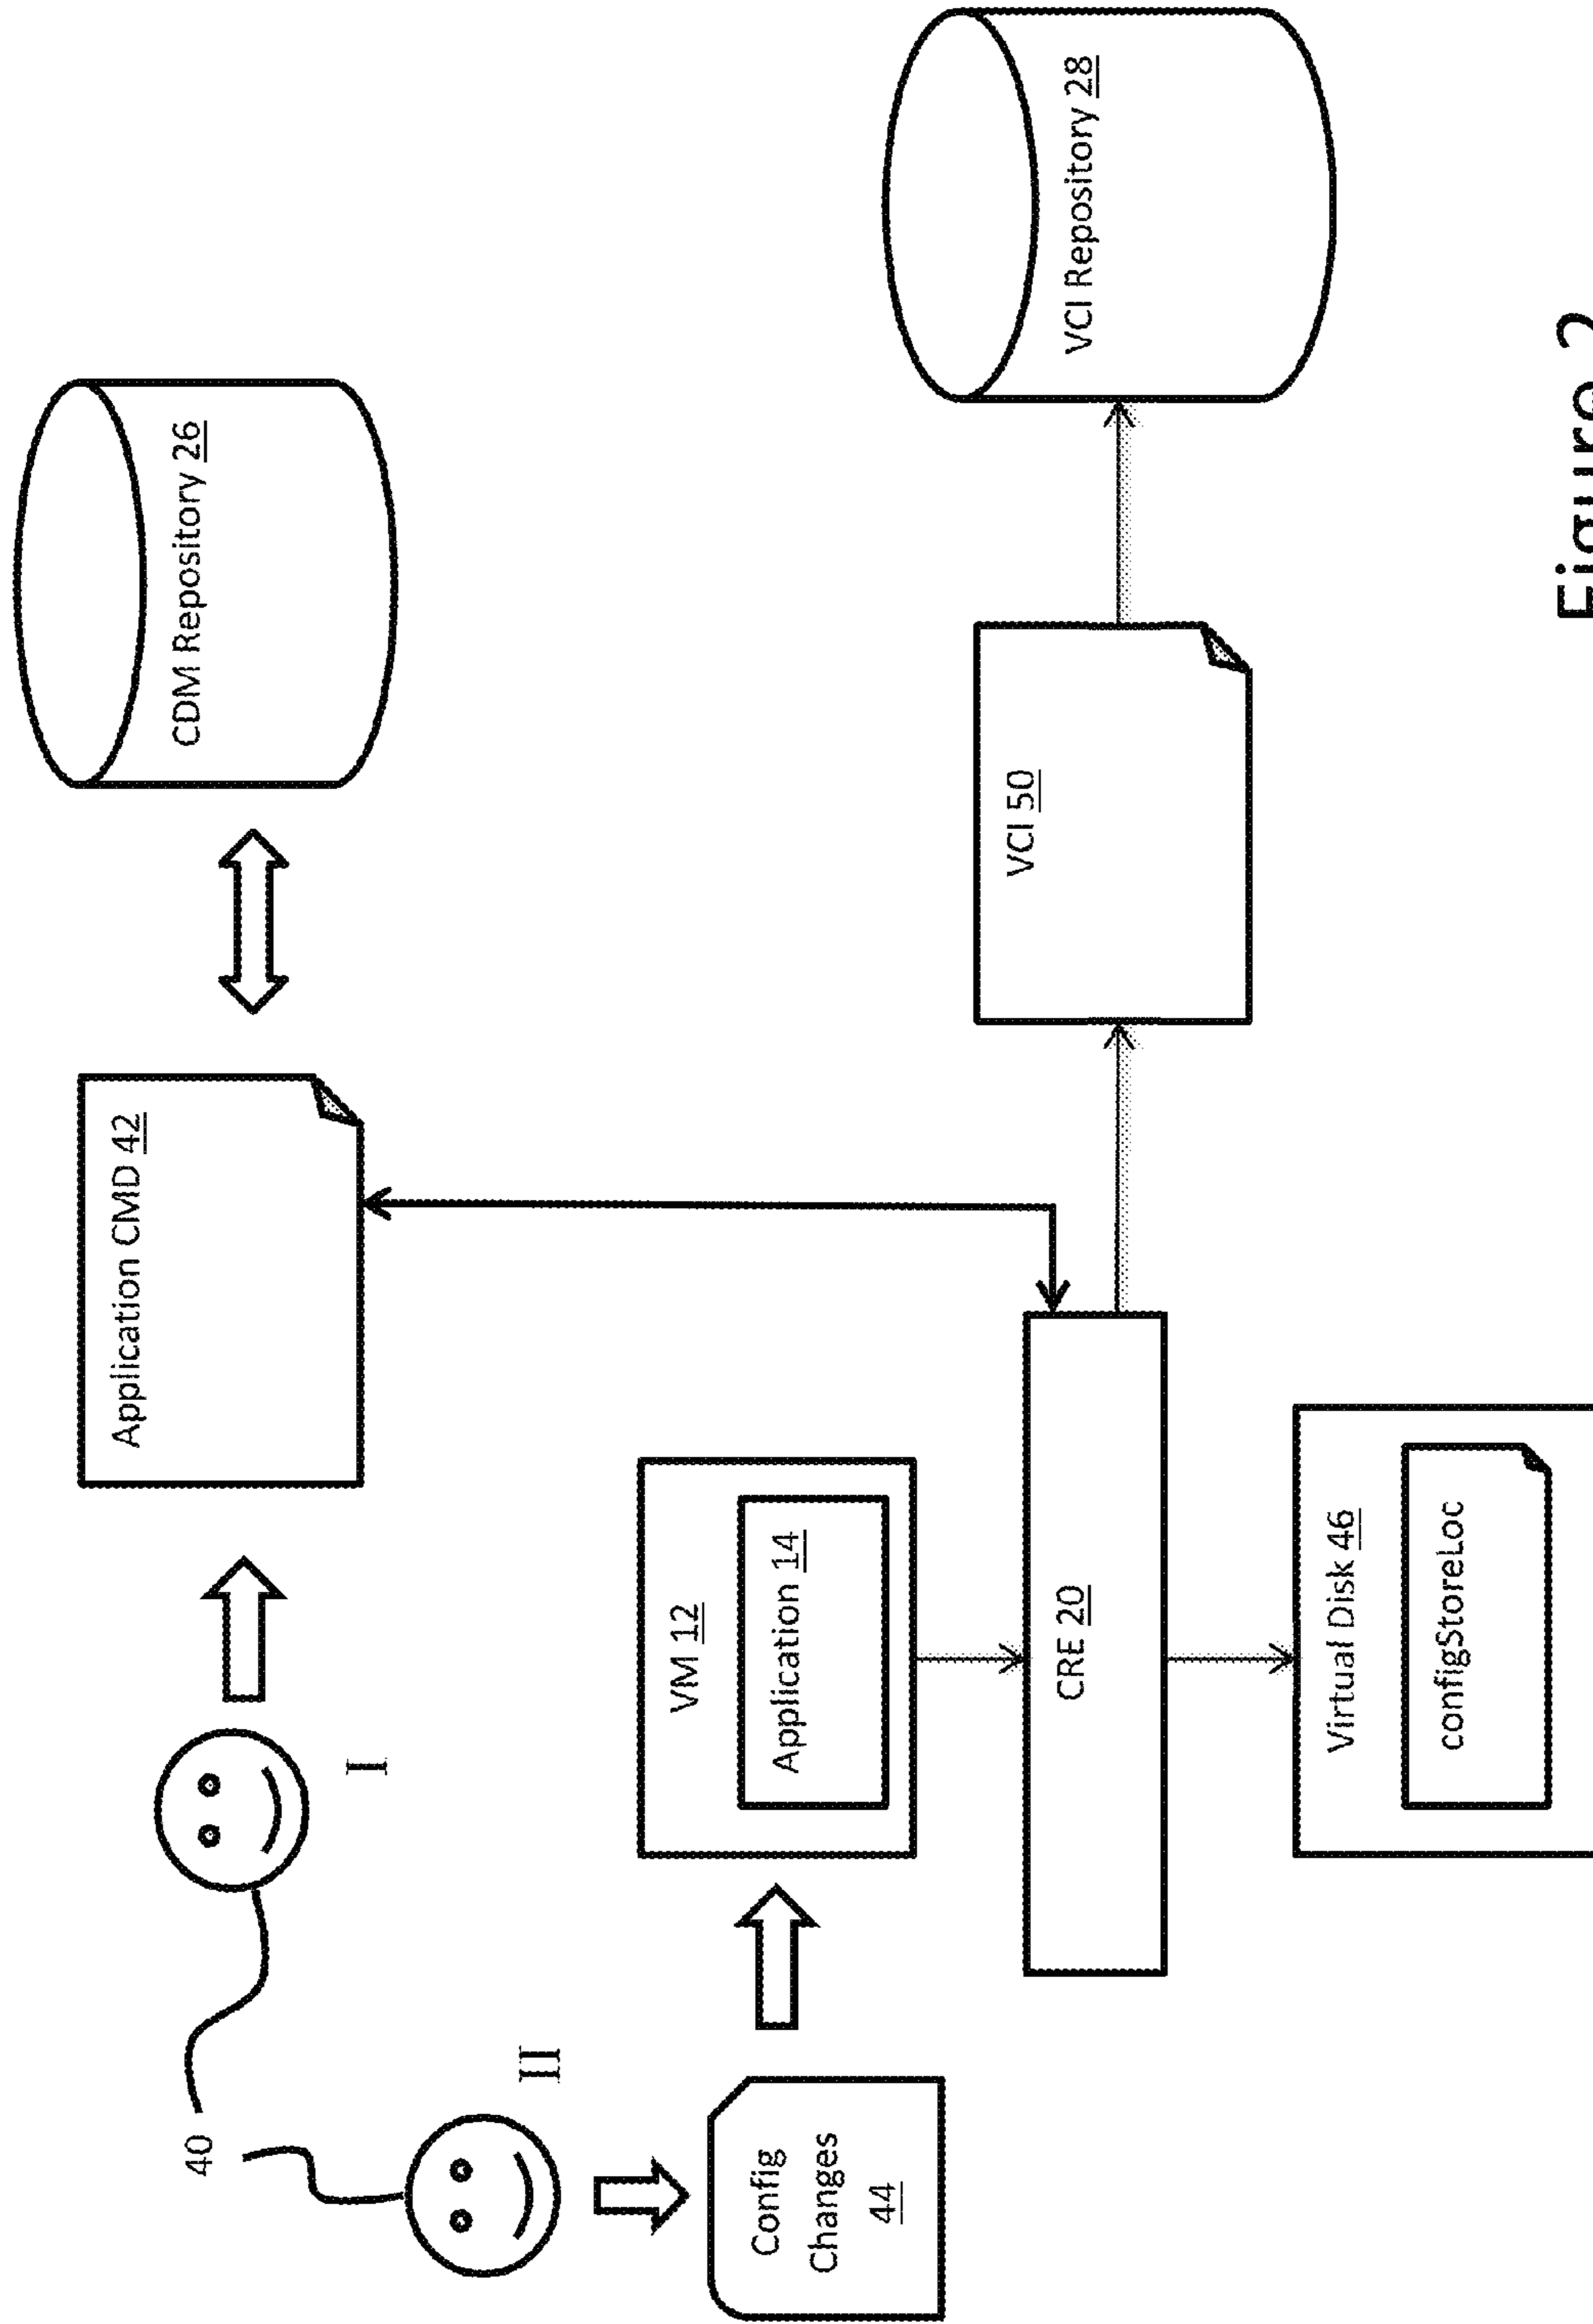 40
I
II
Application CMD 42
CDM Repository 26
Config
Changes
44
VM 12
Application 14
CRE 20
VCI 50
VCI Repository 28
Virtual Disk 46
configStoreLoc
Figure 2